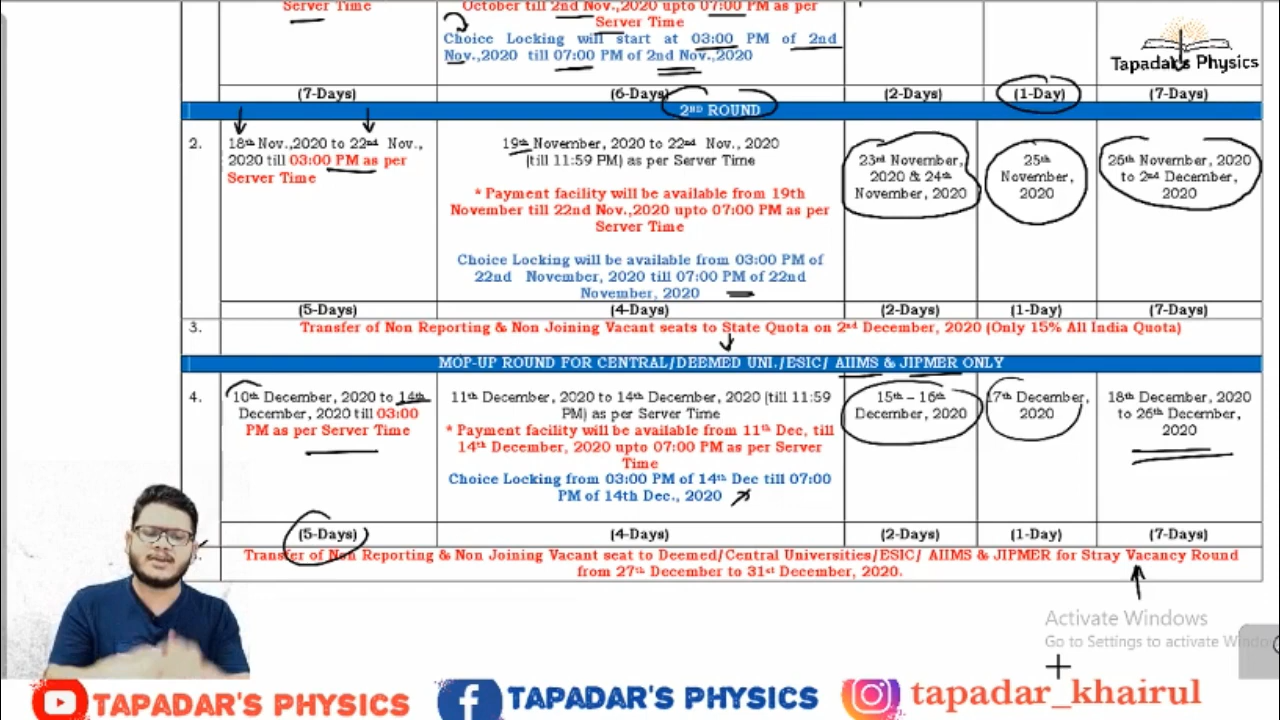 Server Time
October till 2nd Nov.,2020 upto 07:00 PM as per
Server Time
Choice Locking will start at 03:00 PM of 2nd
Nov.,2020 till 07:00 PM of 2nd Nov.,2020
Tapadar's Physics
(7-Days)
(6-Days)
(2-Days)
(1-Day)
(7-Days)
2ND ROUND
2.
18th Nov.,2020 to 22nd Nov.,
2020 till 03:00 PM as per
Server Time
19th November, 2020 to 22nd Nov., 2020
(till 11:59 PM) as per Server Time
* Payment facility will be available from 19th
November till 22nd Nov.,2020 upto 07:00 PM as per
Server Time
Choice Locking will be available from 03:00 PM of
22nd November, 2020 till 07:00 PM of 22nd
November, 2020
23rd November,
2020 & 24th
November, 2020
25th
November,
2020
26th November, 2020
to 2nd December,
2020
(5-Days)
(4-Days)
(2-Days)
(1-Day)
(7-Days)
3.
Transfer of Non Reporting & Non Joining Vacant seats to State Quota on 2nd December, 2020 (Only 15% All India Quota)
MOP-UP ROUND FOR CENTRAL/DEEMED UNI./ESIC/ AIIMS & JIPMER ONLY
4.
10th December, 2020 to 14th
December, 2020 till 03:00
PM as per Server Time
11th December, 2020 to 14th December, 2020 (till 11:59
PM) as per Server Time
* Payment facility will be available from 11th Dec, till
14th December, 2020 upto 07:00 PM as per Server
Time
Choice Locking from 03:00 PM of 14th Dec till 07:00
PM of 14th Dec., 2020
15th – 16th
December, 2020
17th December,
2020
18th December, 2020
to 26th December,
2020
(5-Days)
(4-Days)
(2-Days)
(1-Day)
(7-Days)
Transfer of Non Reporting & Non Joining Vacant seat to Deemed/Central Universities/ESIC/ AIIMS & JIPMER for Stray Vacancy Round
from 27th December to 31st December, 2020.
Activate Windows
Go to Settings to activate Windo
TAPADAR'S PHYSICS
TAPADAR'S PHYSICS
tapadar_khairul